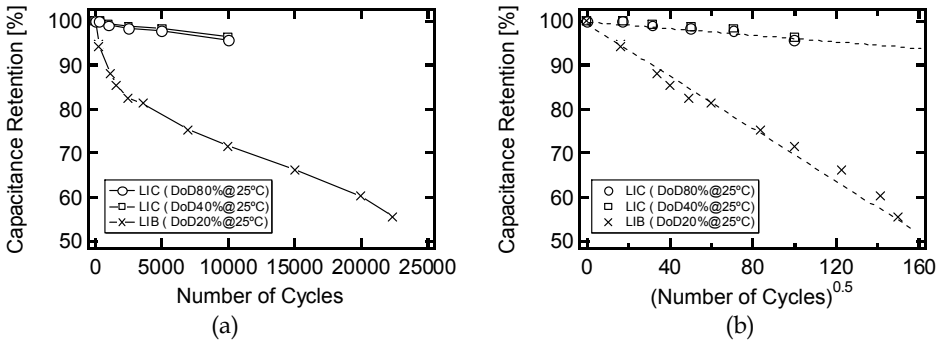 Capacitance Retention [%]
100
90
80
70
60
50
LIC ( DoD80%@25ºC)
LIC ( DoD40%@25ºC)
LIB ( DoD20%@25ºC)
0 5000 10000 15000 20000 25000
Number of Cycles
(a)
Capacitance Retention [%]
100
90
80
70
60
50
LIC ( DoD80%@25ºC)
LIC ( DoD40%@25ºC)
LIB ( DoD20%@25ºC)
0 40 80 120 160
(Number of Cycles)^0.5
(b)